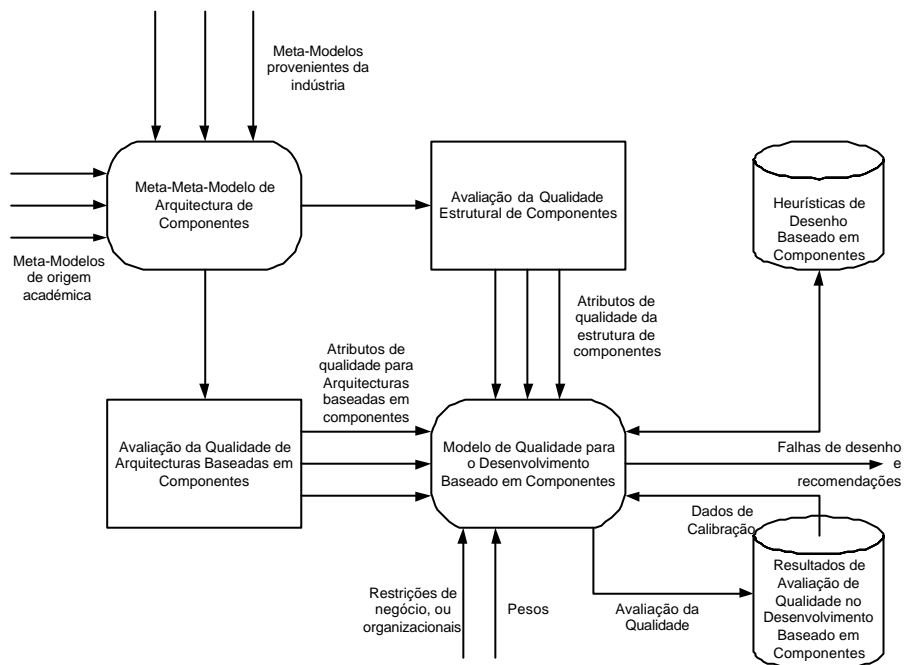 Meta-Modelos
provenientes da
indústria
Meta-Meta-Modelo de
Arquitectura de
Componentes
Avaliação da Qualidade
Estrutural de Componentes
Heurísticas de
Desenho
Baseado em
Componentes
Meta-Modelos
de origem
académica
Atributos de
qualidade da
estrutura de
componentes
Atributos de
qualidade para
Arquitecturas
baseadas em
componentes
Avaliação da Qualidade de
Arquitecturas Baseadas em
Componentes
Modelo de Qualidade para
o Desenvolvimento
Baseado em Componentes
Falhas de desenho
e
recomendações
Dados de
Calibração
Restrições de
negócio, ou
organizacionais
Pesos
Avaliação da
Qualidade
Resultados de
Avaliação de
Qualidade no
Desenvolvimento
Baseado em
Componentes